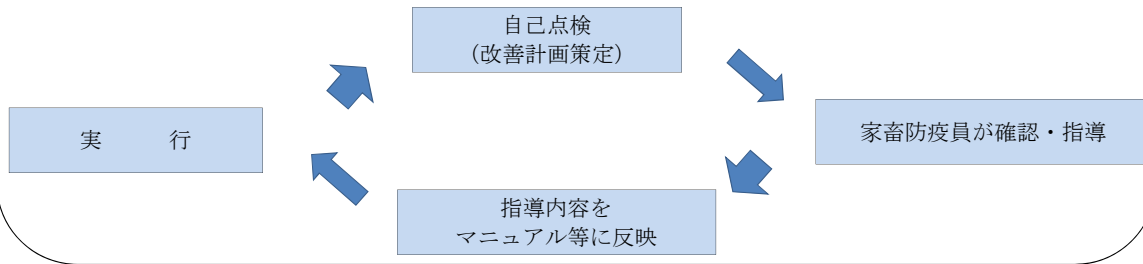 自己点検
(改善計画策定)
家畜防疫員が確認・指導
指導内容を
マニュアル等に反映
実　　　行